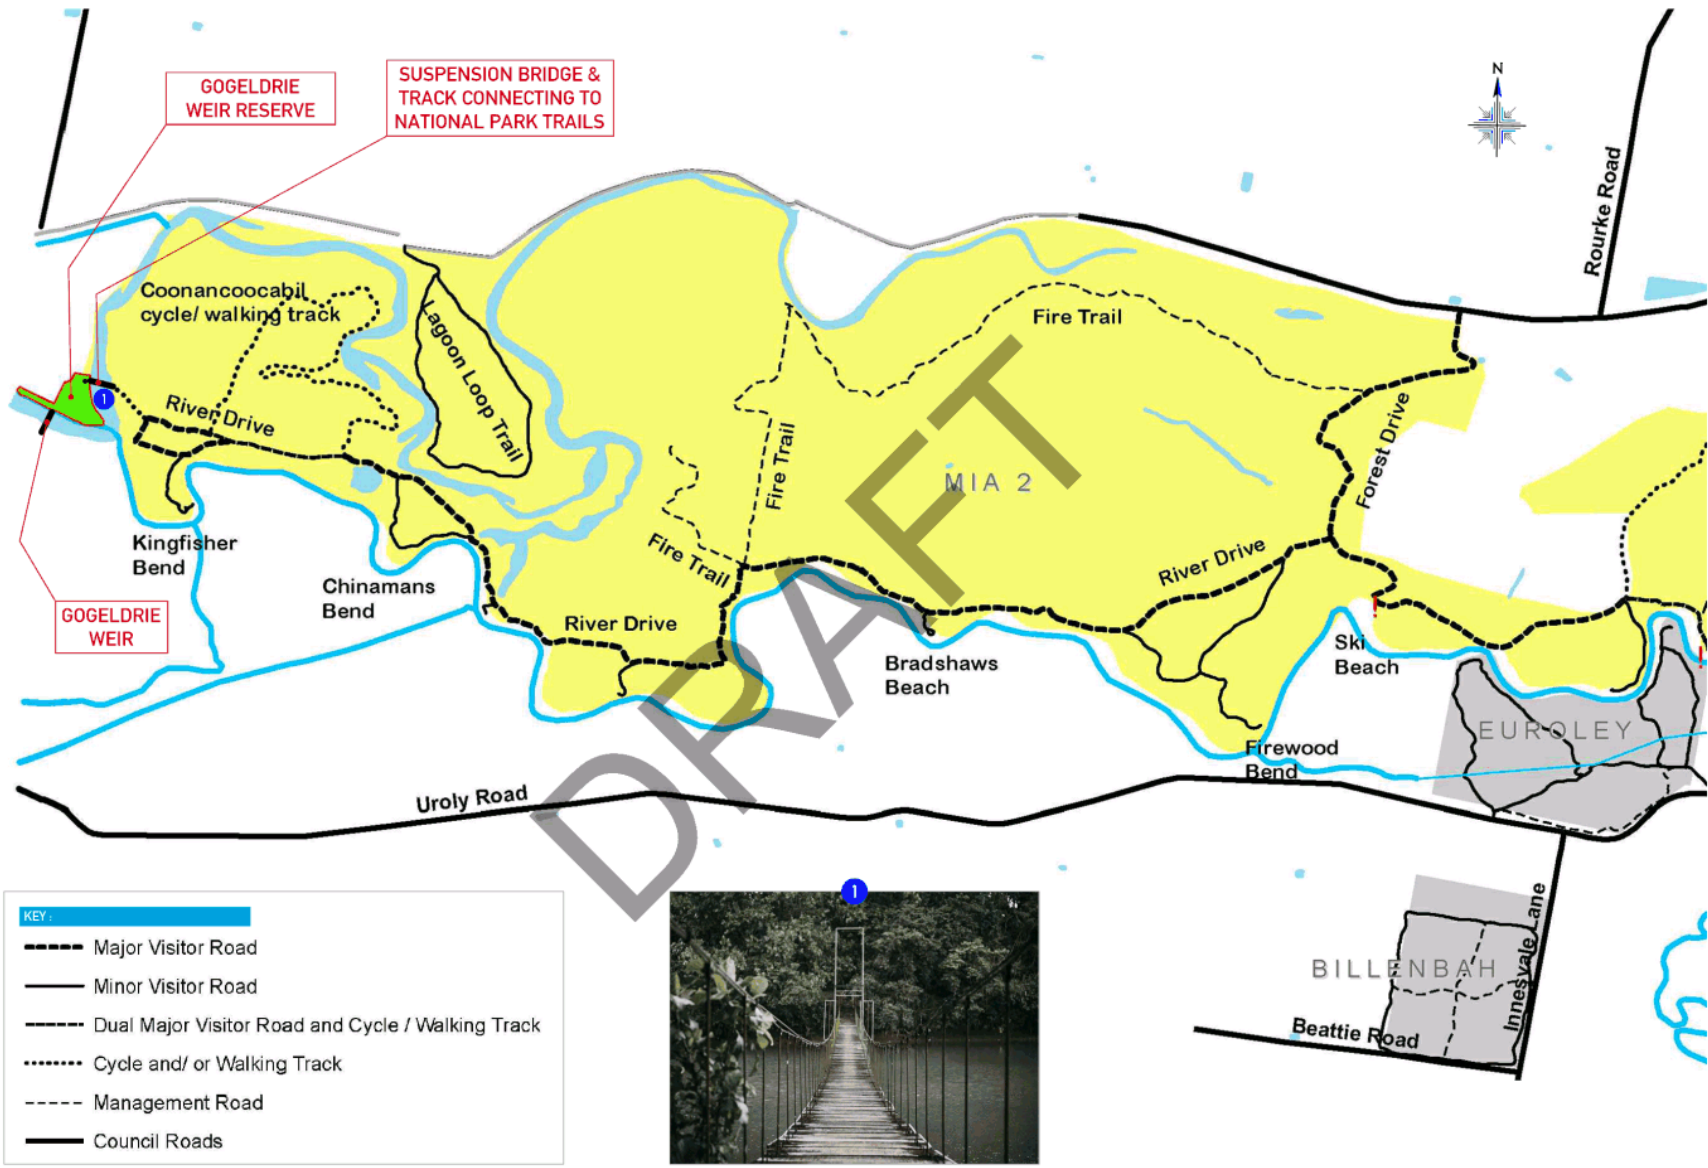 GOGELDRIE
WEIR RESERVE
SUSPENSION BRIDGE &
TRACK CONNECTING TO
NATIONAL PARK TRAILS
N
Rourke Road
Coonancoocabil
cycle/ walking track
Lagoon Loop Trail
Fire Trail
1
River Drive
Forest Drive
Fire Trail
MIA 2
Kingfisher
Bend
Fire Trail
River Drive
Chinamans
Bend
GOGELDRIE
WEIR
River Drive
Bradshaws
Beach
Ski
Beach
EUROLEY
Firewood
Bend
Uroly Road
DRAFT
BILLENBAH
Innesvale Lane
Beattie Road
KEY :
Major Visitor Road
Minor Visitor Road
Dual Major Visitor Road and Cycle / Walking Track
Cycle and/ or Walking Track
Management Road
Council Roads
1